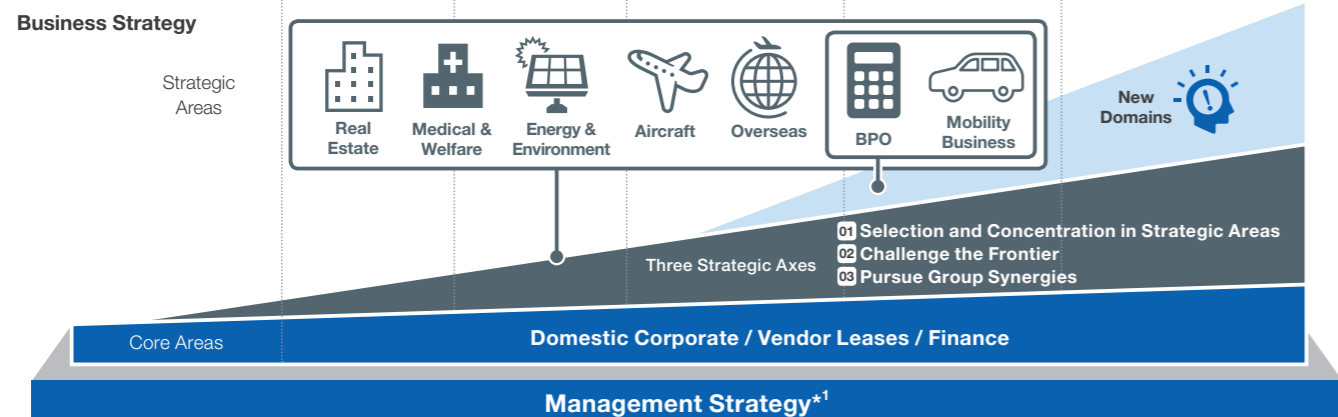 Business Strategy
Strategic
Areas
Real
Estate
Medical &
Welfare
Energy &
Environment
Aircraft
Overseas
BPO
Mobility
Business
New
Domains
Three Strategic Axes
01 Selection and Concentration in Strategic Areas
02 Challenge the Frontier
03 Pursue Group Synergies
Core Areas
Domestic Corporate / Vendor Leases / Finance
Management Strategy*1